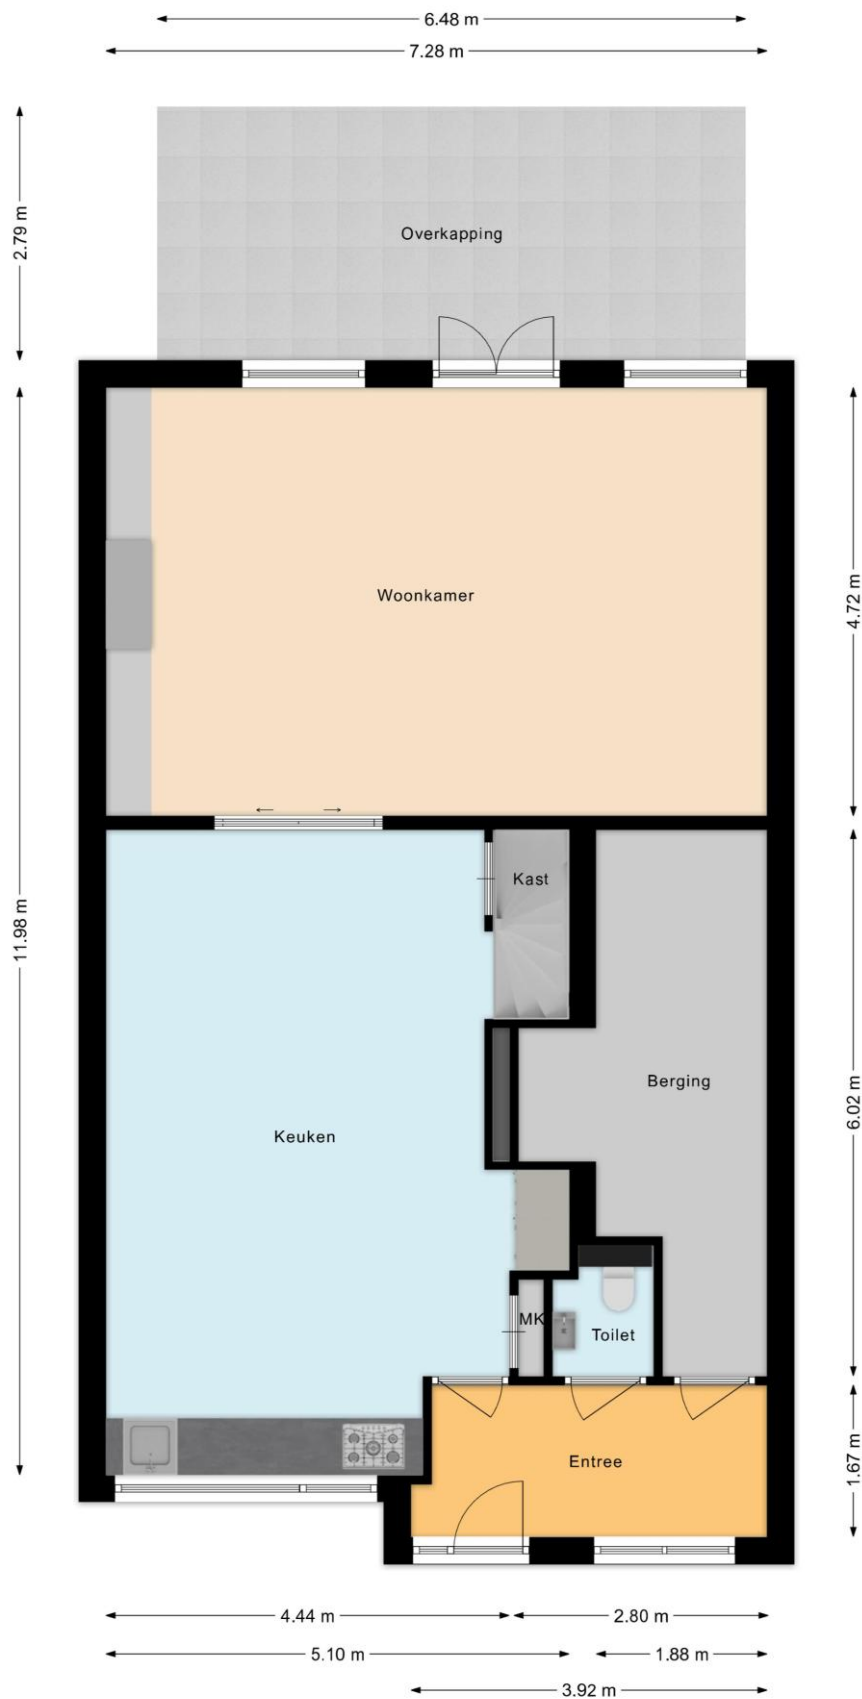 6.48 m
7.28 m
2.79 m
Overkapping
Woonkamer
4.72 m
11.98 m
Kast
Berging
6.02 m
Keuken
MK
Toilet
Entree
1.67 m
4.44 m
2.80 m
5.10 m
1.88 m
3.92 m